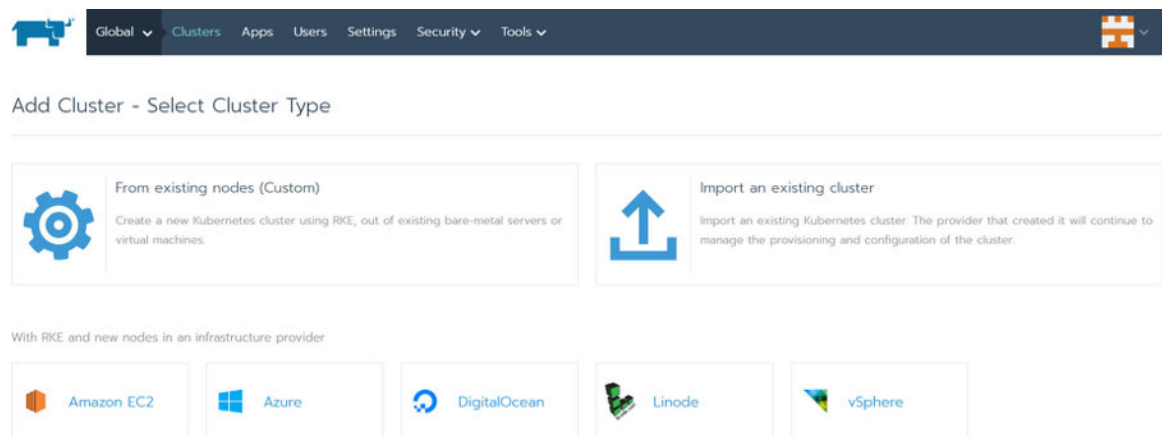 Global Clusters Apps Users Settings Security Tools
Add Cluster - Select Cluster Type
From existing nodes (Custom)
Create a new Kubernetes cluster using RKE, out of existing bare-metal servers or
virtual machines.
Import an existing cluster
Import an existing Kubernetes cluster. The provider that created it will continue to
manage the provisioning and configuration of the cluster.
With RKE and new nodes in an infrastructure provider
Amazon EC2 Azure DigitalOcean Linode vSphere